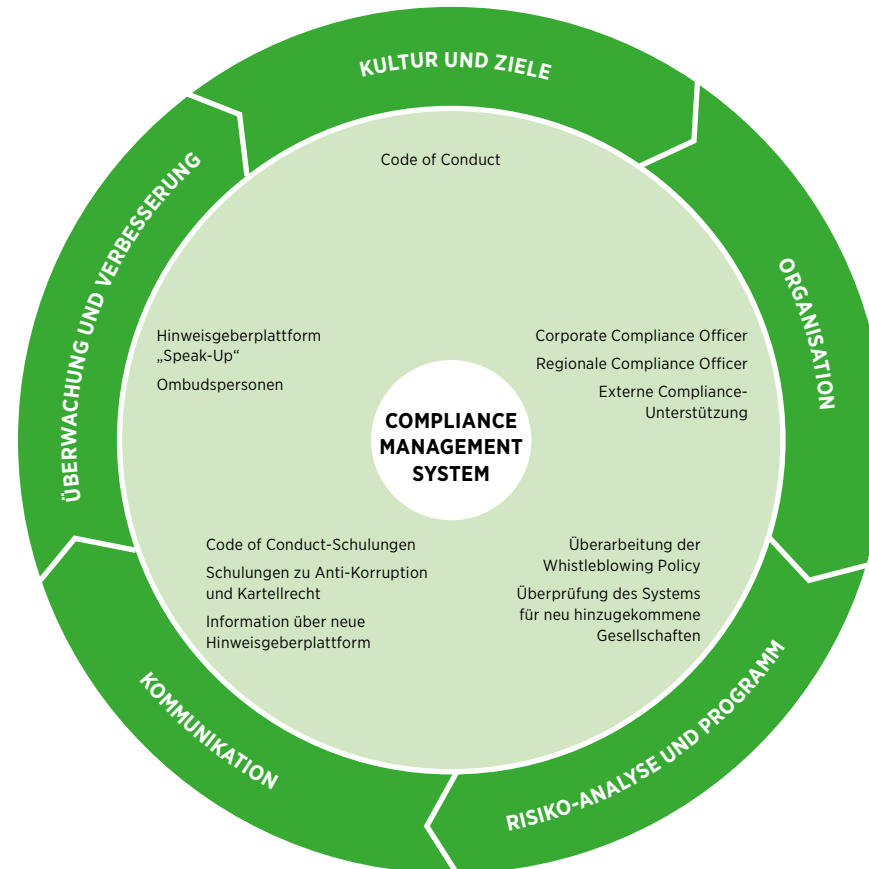 KULTUR UND ZIELE
Code of Conduct
ORGANISATION
Corporate Compliance Officer
Regionale Compliance Officer
Externe Compliance-
Unterstützung
RISIKO-ANALYSE UND PROGRAMM
Überarbeitung der
Whistleblowing Policy
Überprüfung des Systems
für neu hinzugekommene
Gesellschaften
KOMMUNIKATION
Code of Conduct-Schulungen
Schulungen zu Anti-Korruption
und Kartellrecht
Information über neue
Hinweisgeberplattform
ÜBERWACHUNG UND VERBESSERUNG
Hinweisgeberplattform
„Speak-Up“
Ombudspersonen
COMPLIANCE
MANAGEMENT
SYSTEM